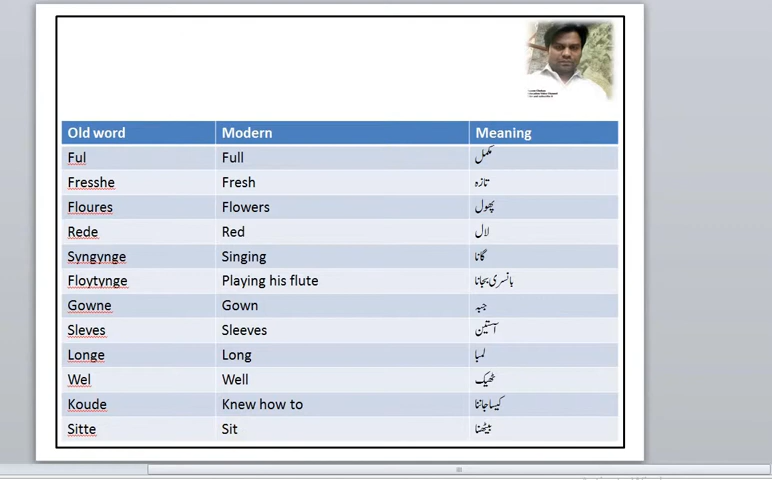 Old word Modern Meaning
Ful Full مکمل
Fresshe Fresh تازہ
Floures Flowers پھول
Rede Red لال
Syngynge Singing گانا
Floytynge Playing his flute بانسری بجانا
Gowne Gown جبہ
Sleves Sleeves آستین
Longe Long لمبا
Wel Well ٹھیک
Koude Knew how to کیسا جاننا
Sitte Sit بیٹھنا